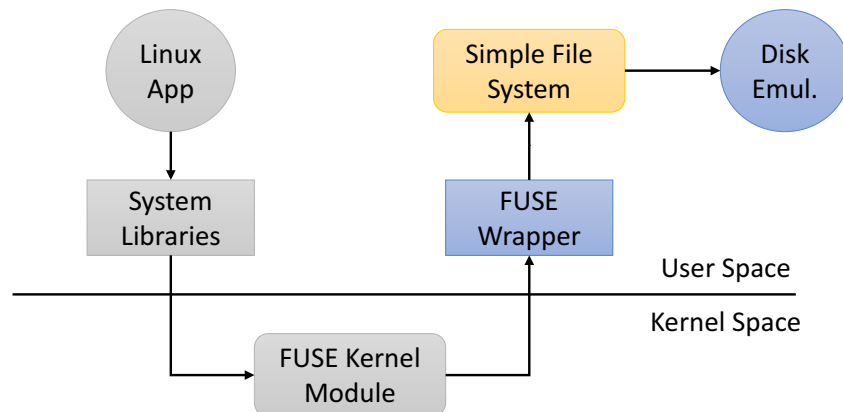 Linux
App
Simple File
System
Disk
Emul.
System
Libraries
FUSE
Wrapper
User Space
Kernel Space
FUSE Kernel
Module